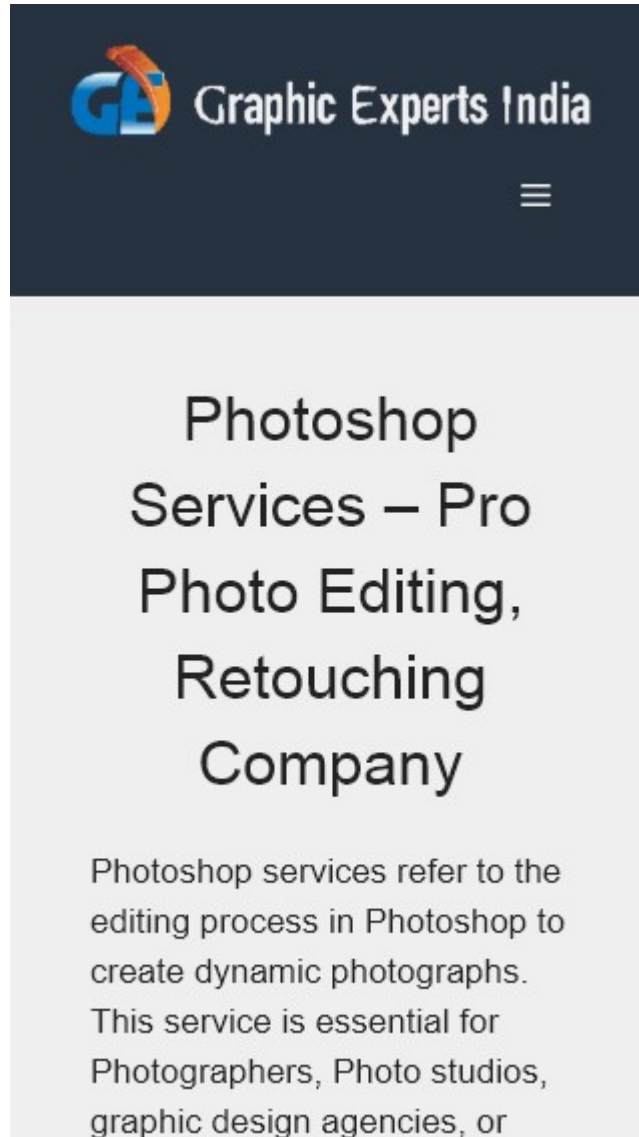 GE Graphic Experts India
Photoshop
Services – Pro
Photo Editing,
Retouching
Company
Photoshop services refer to the
editing process in Photoshop to
create dynamic photographs.
This service is essential for
Photographers, Photo studios,
graphic design agencies, or